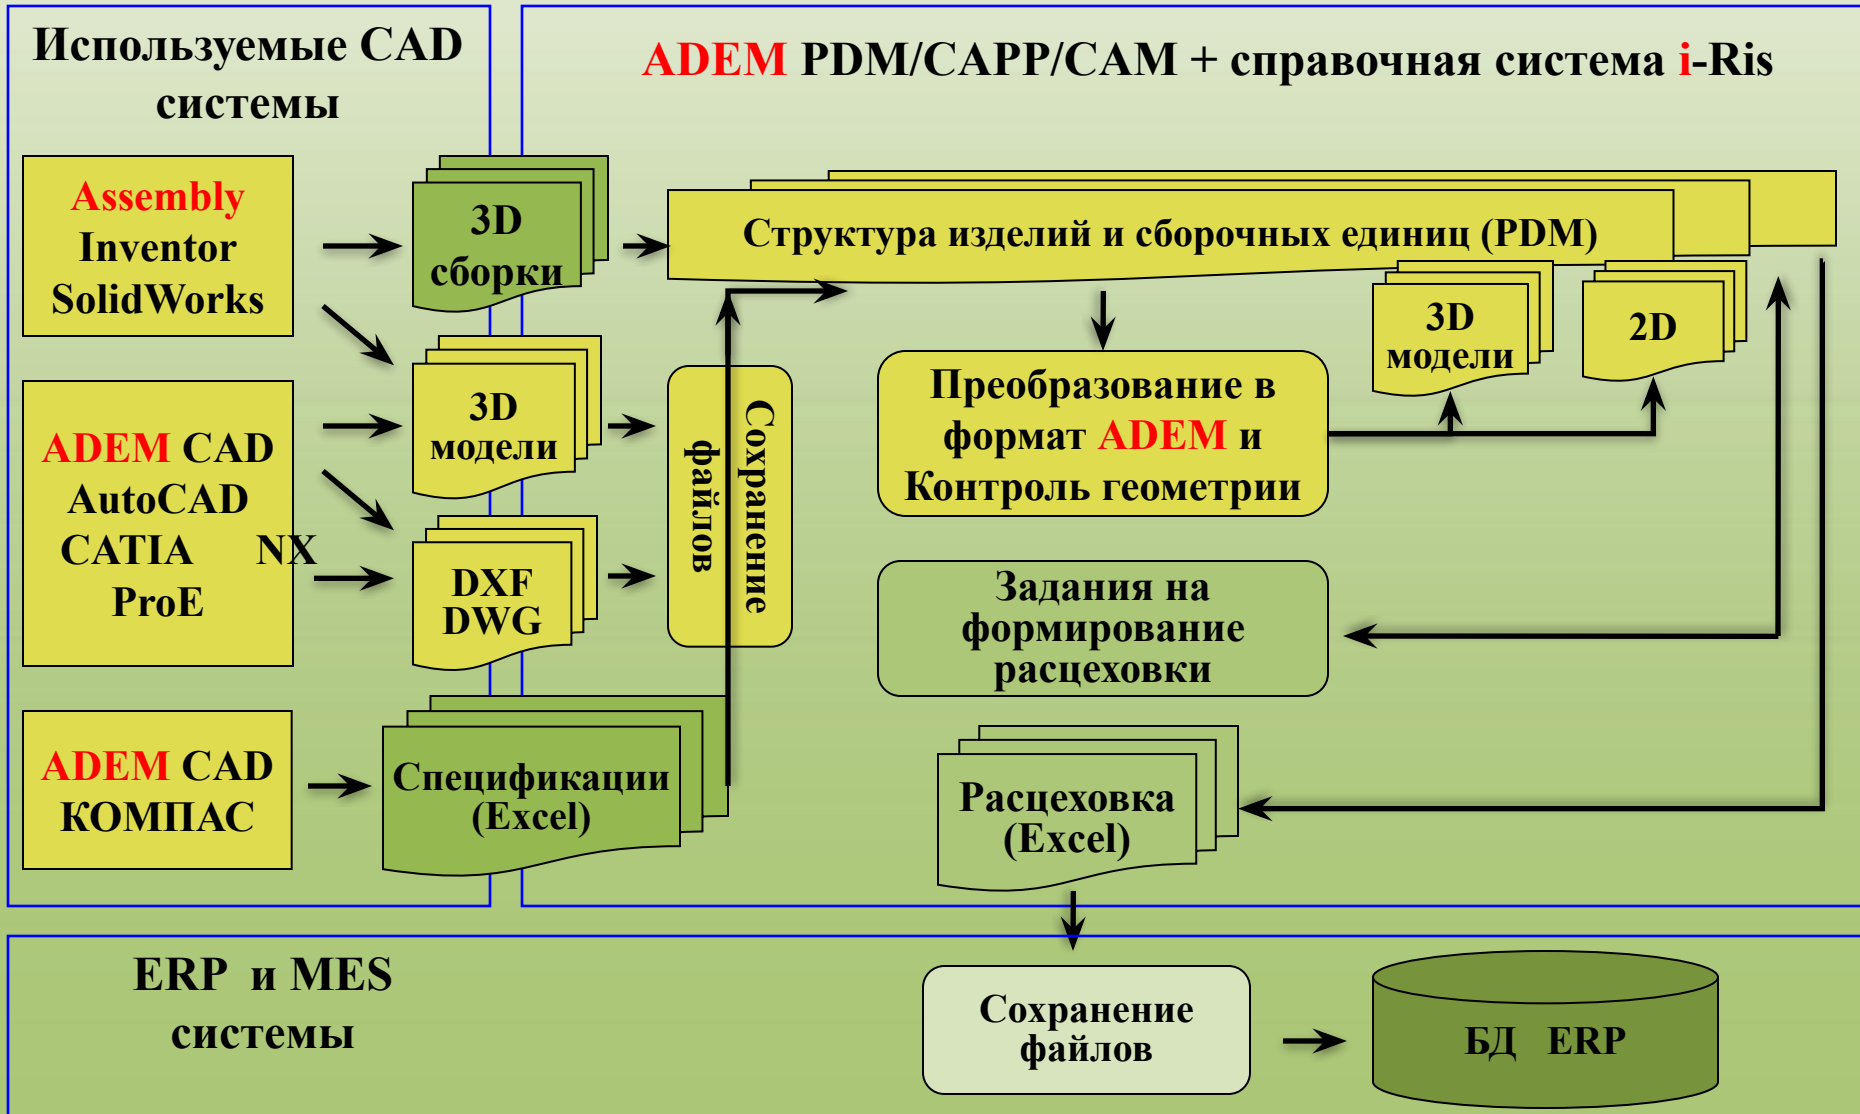 Используемые CAD
системы
ADEM PDM/CAPP/CAM + справочная система i-Ris
Assembly
Inventor
SolidWorks
3D
сборки
Структура изделий и сборочных единиц (PDM)
3D
модели
2D
ADEM CAD
AutoCAD
CATIA NX
ProE
3D
модели
DXF
DWG
Сохранение
файлов
Преобразование в
формат ADEM и
Контроль геометрии
Задания на
формирование
расцеховки
ADEM CAD
КОМПАС
Спецификации
(Excel)
Расцеховка
(Excel)
ERP и MES
системы
Сохранение
файлов
БД ERP